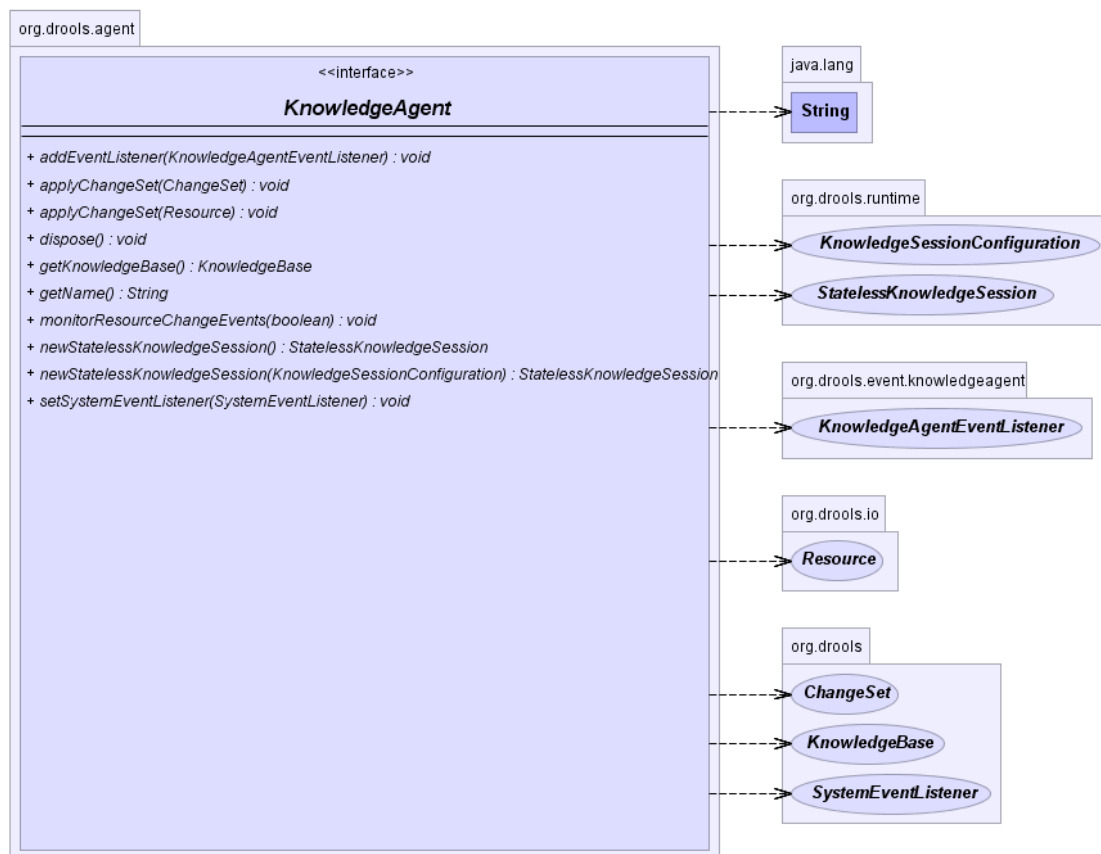 org.drools.agent
<<interface>>
KnowledgeAgent
+ addEventListener(KnowledgeAgentEventListener) : void
+ applyChangeSet(ChangeSet) : void
+ applyChangeSet(Resource) : void
+ dispose() : void
+ getKnowledgeBase() : KnowledgeBase
+ getName() : String
+ monitorResourceChangeEvents(boolean) : void
+ newStatelessKnowledgeSession() : StatelessKnowledgeSession
+ newStatelessKnowledgeSession(KnowledgeSessionConfiguration) : StatelessKnowledgeSession
+ setSystemEventListener(SystemEventListener) : void
java.lang
String
org.drools.runtime
KnowledgeSessionConfiguration
StatelessKnowledgeSession
org.drools.event.knowledgeagent
KnowledgeAgentEventListener
org.drools.io
Resource
org.drools
ChangeSet
KnowledgeBase
SystemEventListener